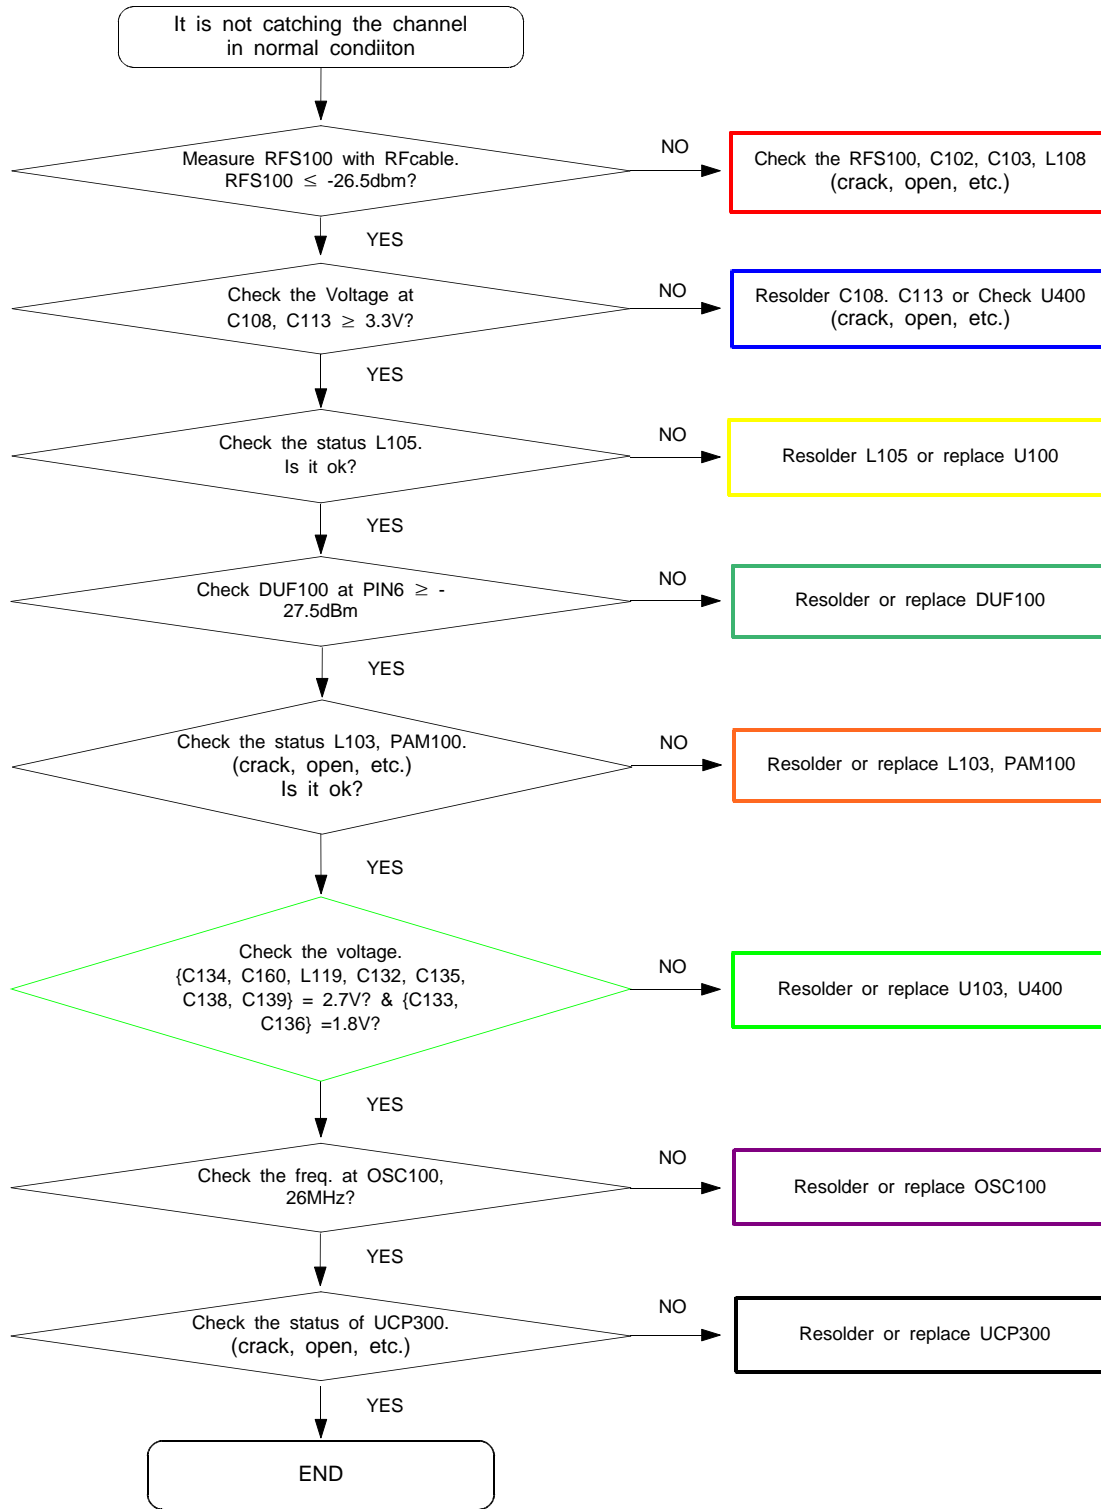 It is not catching the channel
in normal condiiton
Measure RFS100 with RFcable.
RFS100 ≤ -26.5dbm?
NO
Check the RFS100, C102, C103, L108
(crack, open, etc.)
YES
Check the Voltage at
C108, C113 ≥ 3.3V?
NO
Resolder C108. C113 or Check U400
(crack, open, etc.)
YES
Check the status L105.
Is it ok?
NO
Resolder L105 or replace U100
YES
Check DUF100 at PIN6 ≥ -
27.5dBm
NO
Resolder or replace DUF100
YES
Check the status L103, PAM100.
(crack, open, etc.)
Is it ok?
NO
Resolder or replace L103, PAM100
YES
Check the voltage.
{C134, C160, L119, C132, C135,
C138, C139} = 2.7V? & {C133,
C136} =1.8V?
NO
Resolder or replace U103, U400
YES
Check the freq. at OSC100,
26MHz?
NO
Resolder or replace OSC100
YES
Check the status of UCP300.
(crack, open, etc.)
NO
Resolder or replace UCP300
YES
END